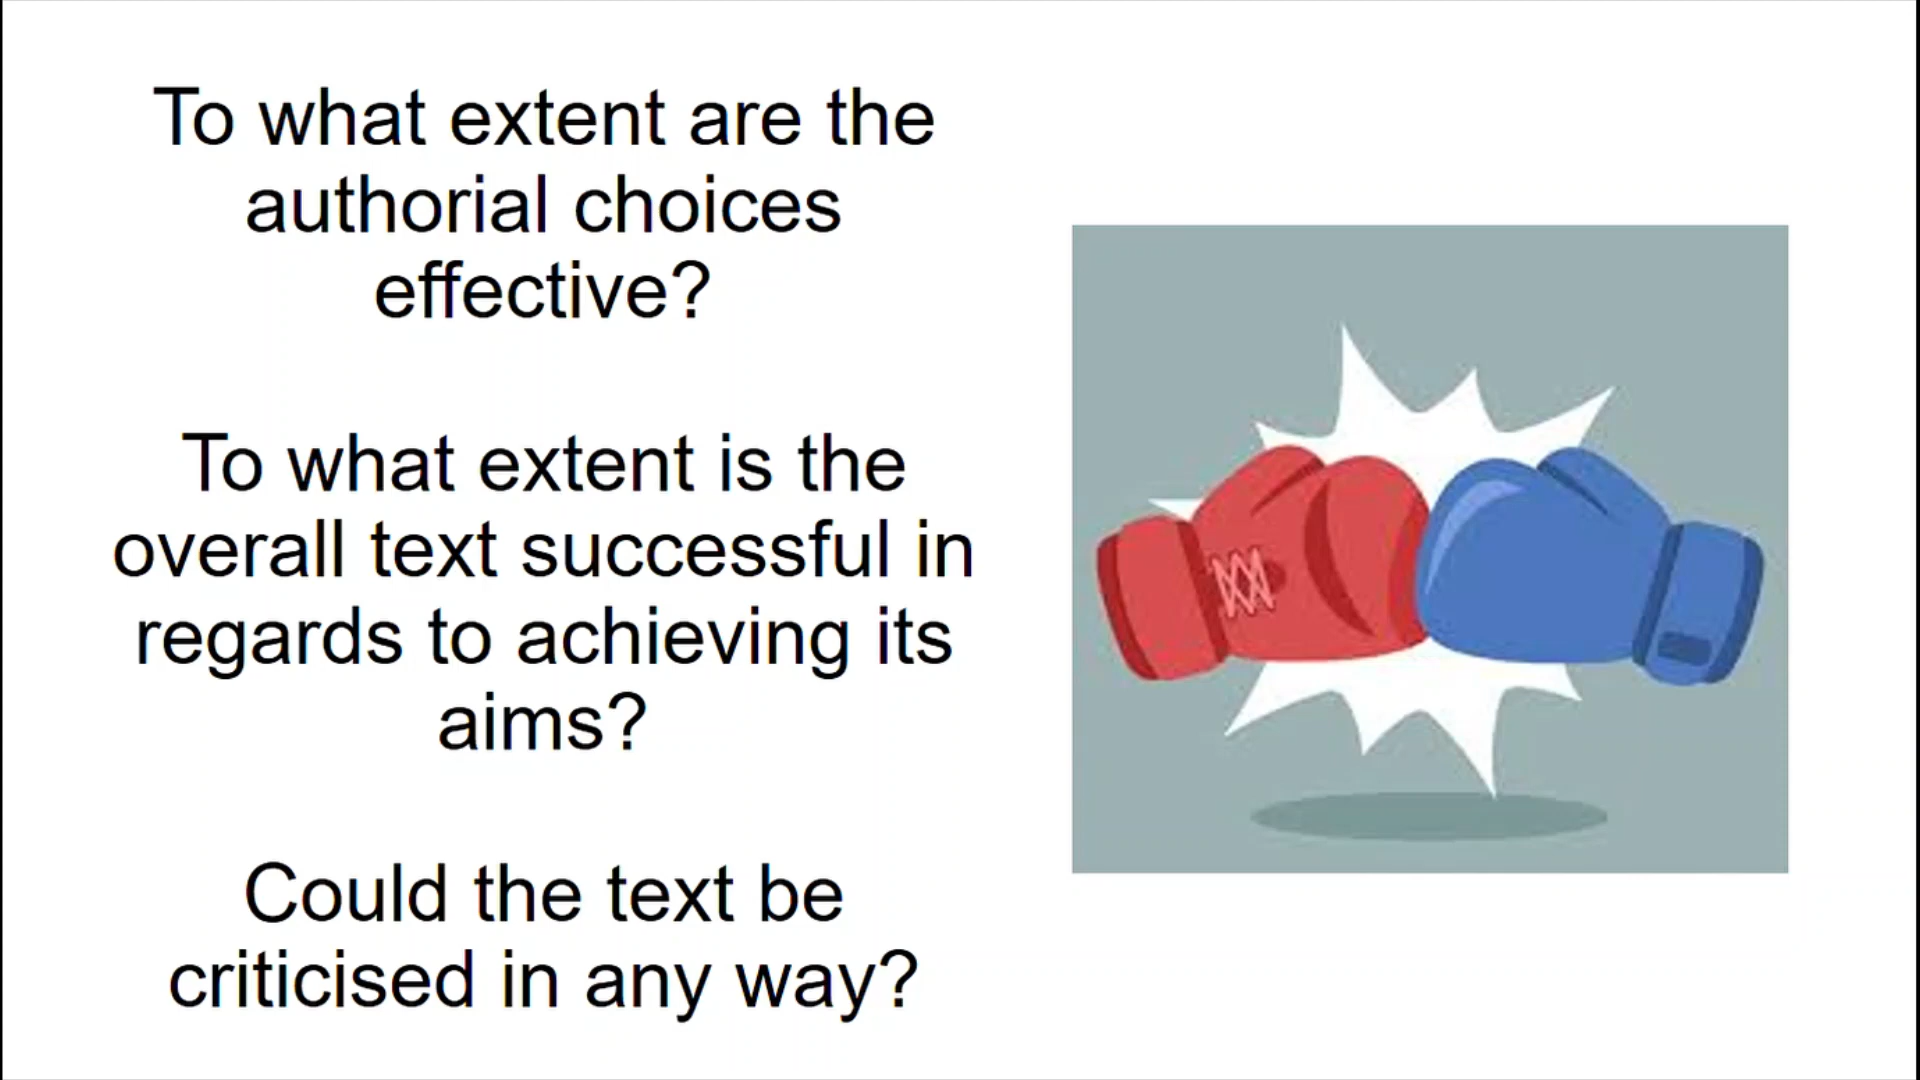 To what extent are the
authorial choices
effective?
To what extent is the
overall text successful in
regards to achieving its
aims?
Could the text be
criticised in any way?